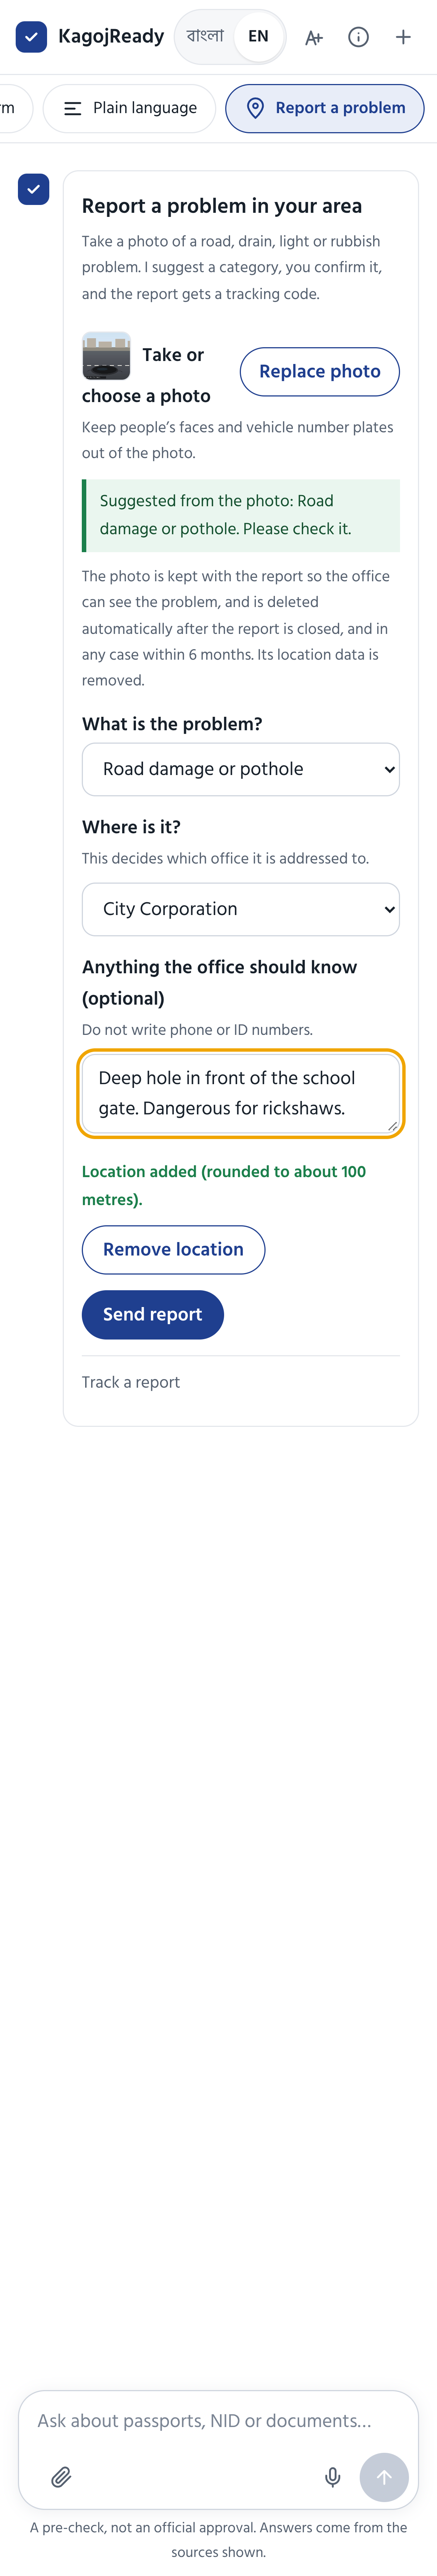 KagojReady
বাংলা
EN
A+
rm
Plain language
Report a problem
Report a problem in your area
Take a photo of a road, drain, light or rubbish
problem. I suggest a category, you confirm it,
and the report gets a tracking code.
Take or
choose a photo
Replace photo
Keep people’s faces and vehicle number plates
out of the photo.
Suggested from the photo: Road
damage or pothole. Please check it.
The photo is kept with the report so the office
can see the problem, and is deleted
automatically after the report is closed, and in
any case within 6 months. Its location data is
removed.
What is the problem?
Road damage or pothole
Where is it?
This decides which office it is addressed to.
City Corporation
Anything the office should know
(optional)
Do not write phone or ID numbers.
Deep hole in front of the school
gate. Dangerous for rickshaws.
Location added (rounded to about 100
metres).
Remove location
Send report
Track a report
Ask about passports, NID or documents...
A pre-check, not an official approval. Answers come from the
sources shown.